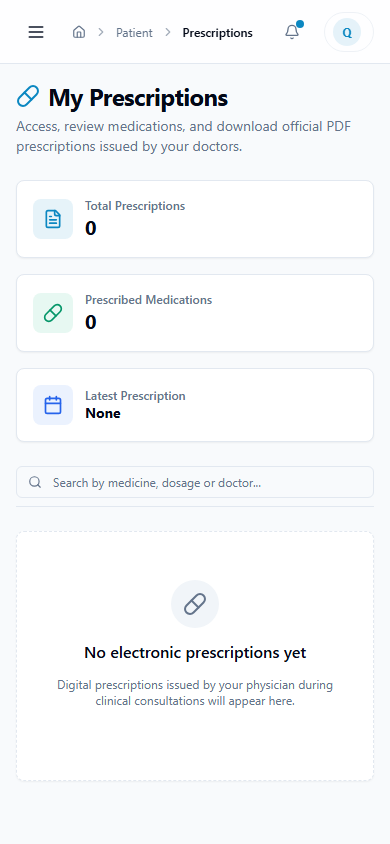 Patient
Prescriptions
Q
My Prescriptions
Access, review medications, and download official PDF
prescriptions issued by your doctors.
Total Prescriptions
0
Prescribed Medications
0
Latest Prescription
None
Search by medicine, dosage or doctor...
No electronic prescriptions yet
Digital prescriptions issued by your physician during
clinical consultations will appear here.